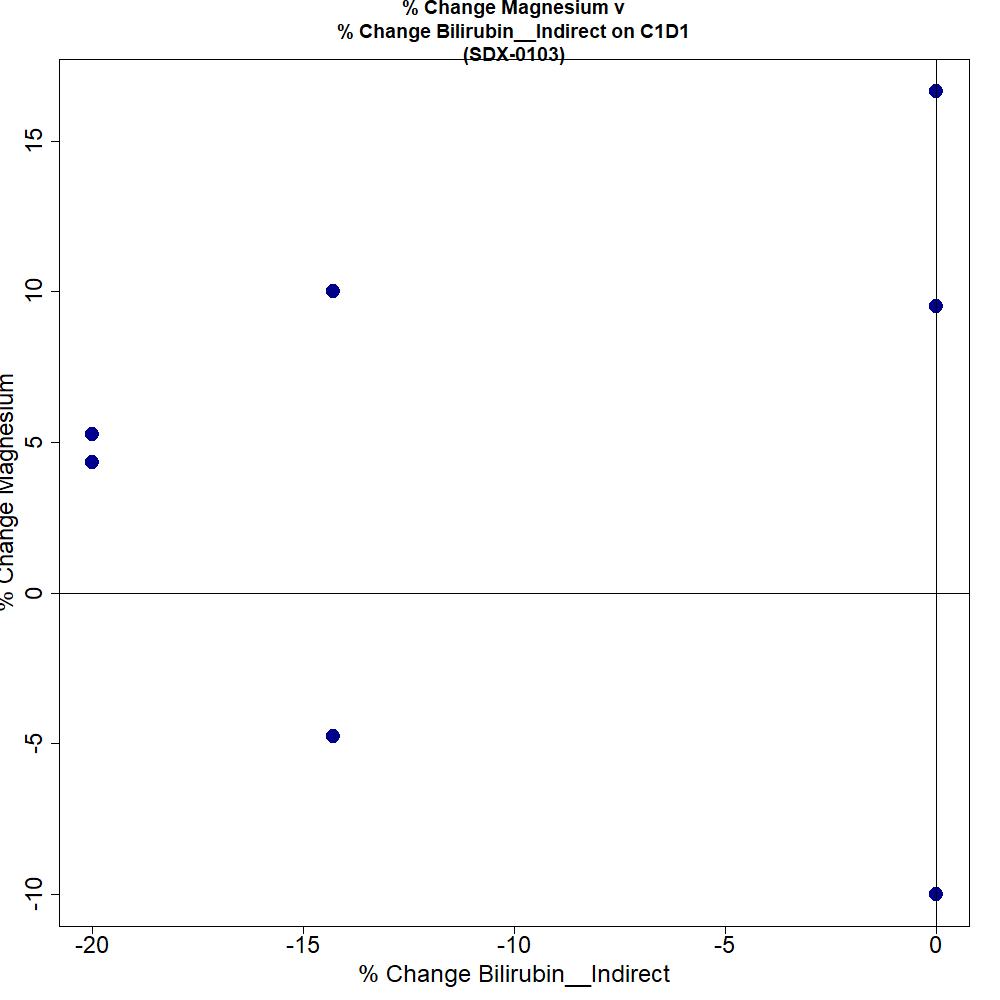 % Change Magnesium v
% Change Bilirubin__Indirect on C1D1
(SDX-0103)
% Change Magnesium
15
10
5
0
-5
-10
-20
-15
-10
-5
0
% Change Bilirubin__Indirect